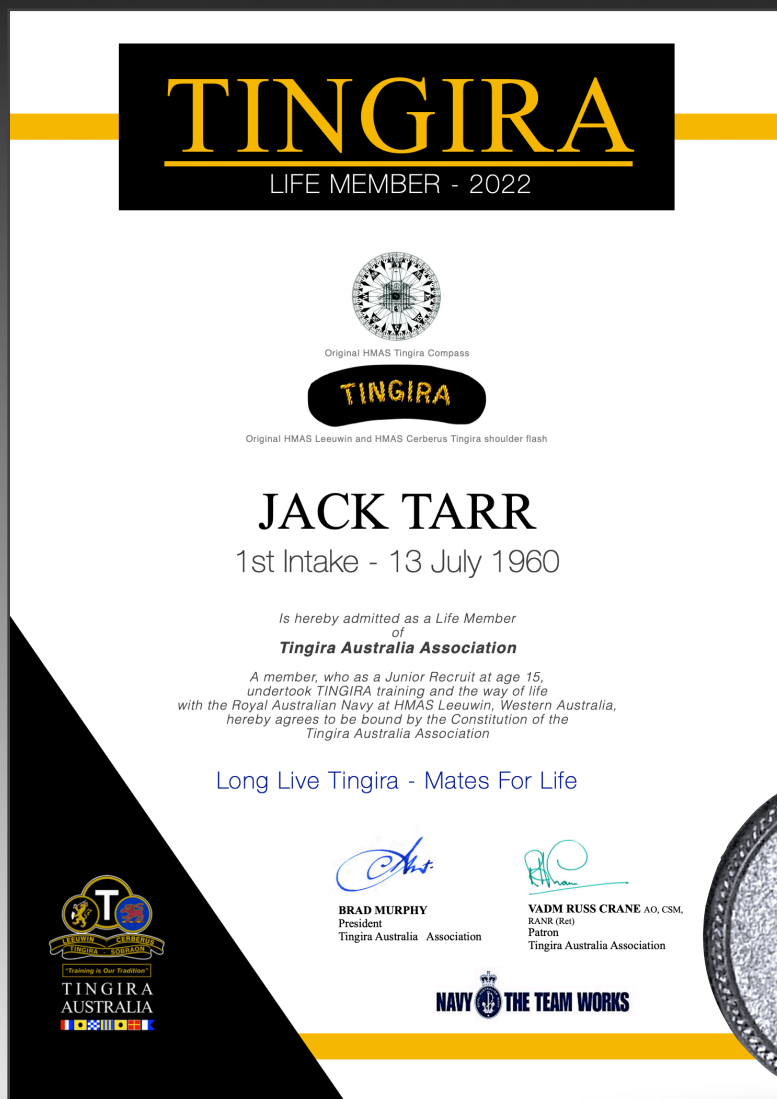 TINGIRA
LIFE MEMBER - 2022
Original HMAS Tingira Compass
TINGIRA
Original HMAS Leeuwin and HMAS Cerberus Tingira shoulder flash
JACK TARR
1st Intake - 13 July 1960
Is hereby admitted as a Life Member
of
Tingira Australia Association
A member, who as a Junior Recruit at age 15,
undertook TINGIRA training and the way of life
with the Royal Australian Navy at HMAS Leeuwin, Western Australia,
hereby agrees to be bound by the Constitution of the
Tingira Australia Association
Long Live Tingira - Mates For Life
BRAD MURPHY
President
Tingira Australia Association
VADM RUSS CRANE AO, CSM,
RANR (Ret)
Patron
Tingira Australia Association
T
LEEUWIN CERBERUS
TINGIRA - SOBRAON
"Training is Our Tradition"
TINGIRA
AUSTRALIA
NAVY THE TEAM WORKS